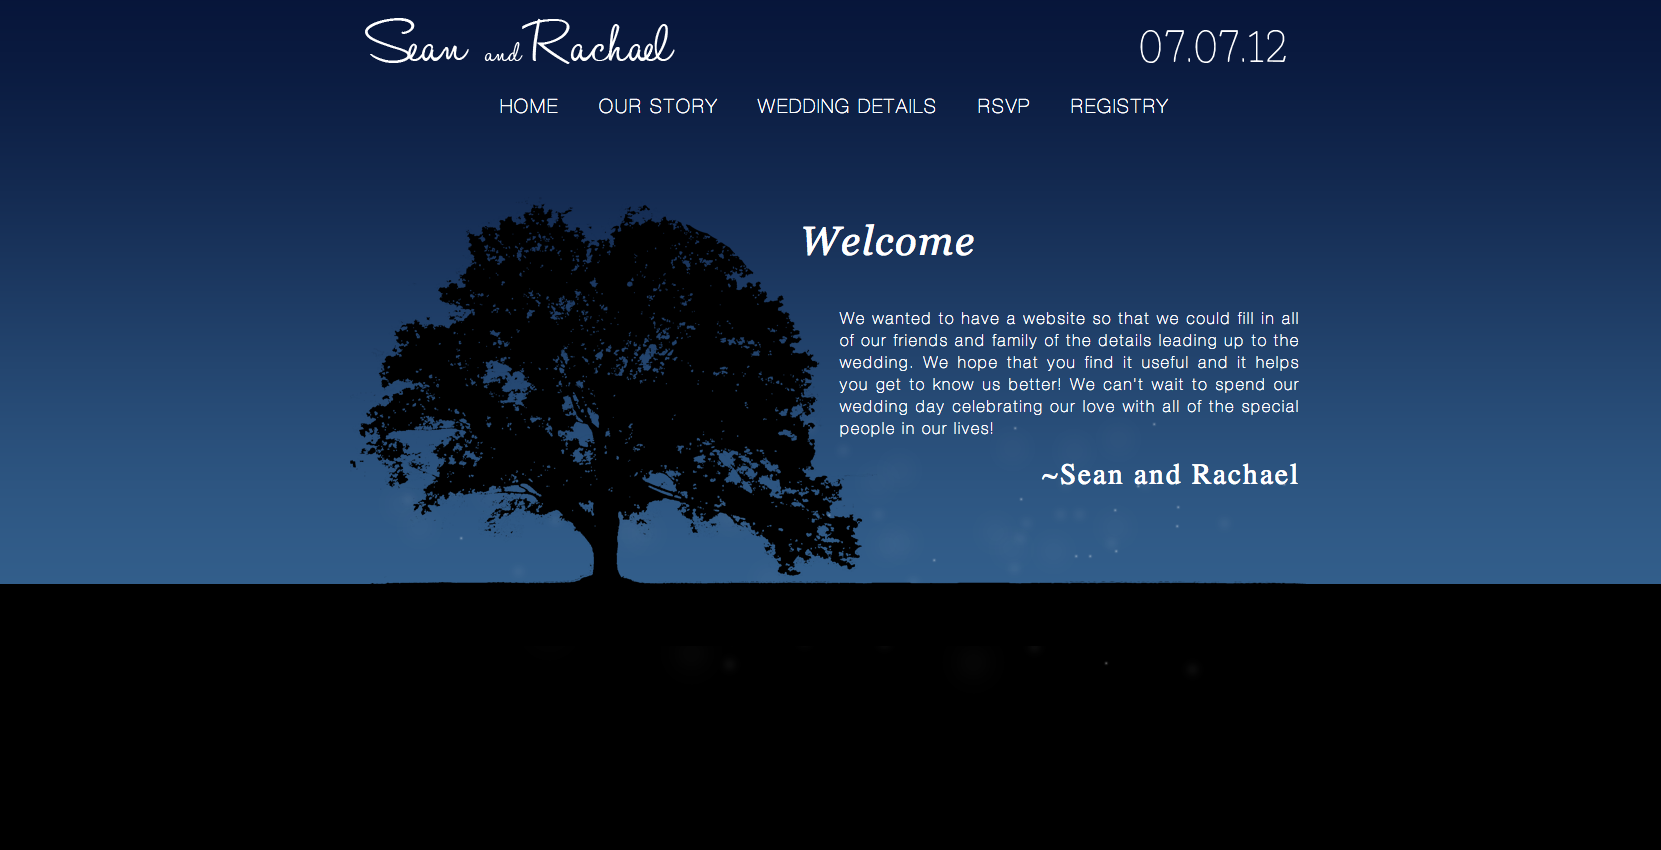 Sean and Rachael
07.07.12
HOME OUR STORY WEDDING DETAILS RSVP REGISTRY
Welcome
We wanted to have a website so that we could fill in all
of our friends and family of the details leading up to the
wedding. We hope that you find it useful and it helps
you get to know us better! We can't wait to spend our
wedding day celebrating our love with all of the special
people in our lives!
~Sean and Rachael